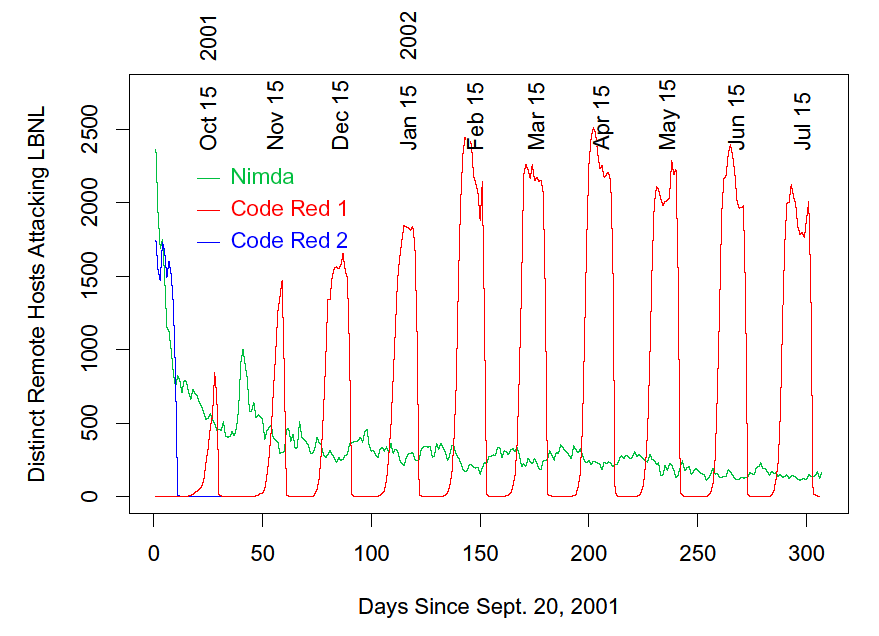 2001
2002
Oct 15
Nov 15
Dec 15
Jan 15
Feb 15
Mar 15
Apr 15
May 15
Jun 15
Jul 15
Distinct Remote Hosts Attacking LBNL
2500
2000
1500
1000
500
0
Nimda
Code Red 1
Code Red 2
0
50
100
150
200
250
300
Days Since Sept. 20, 2001